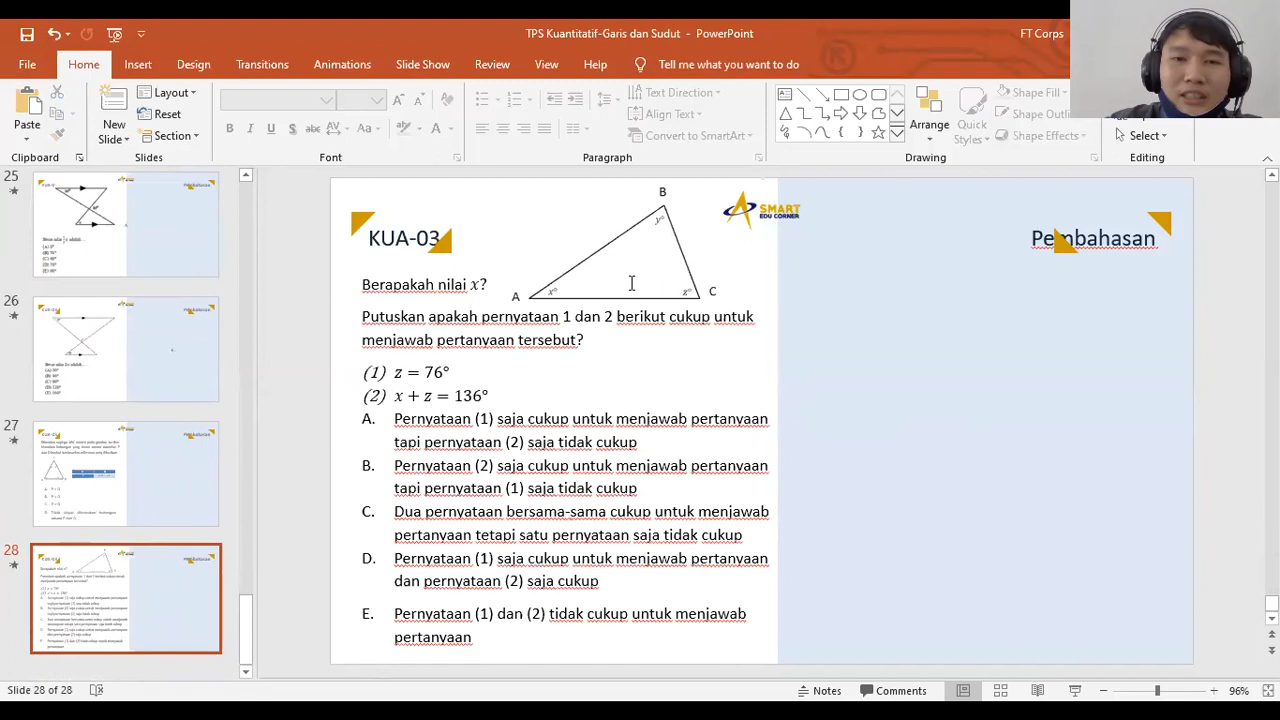 TPS Kuantitatif-Garis dan Sudut - PowerPoint
FT Corps
File Home Insert Design Transitions Animations Slide Show Review View Help Tell me what you want to do
Paste
Clipboard
New
Slides
Layout
Reset
Section
Slides
Font
Align Text
Convert to SmartArt
Paragraph
Arrange
Quick
Styles
Shape Fill
Shape Outl
Shape Effects
Drawing
Select
Editing
25
26
27
28
KUA-03
SMART
EDU CORNER
Pembahasan
B
y°
A
x°
z°
C
Berapakah nilai x?
Putuskan apakah pernyataan 1 dan 2 berikut cukup untuk
menjawab pertanyaan tersebut?
(1) z = 76°
(2) x + z = 136°
A. Pernyataan (1) saja cukup untuk menjawab pertanyaan
tapi pernyataan (2) saja tidak cukup
B. Pernyataan (2) saja cukup untuk menjawab pertanyaan
tapi pernyataan (1) saja tidak cukup
C. Dua pernyataan bersama-sama cukup untuk menjawab
pertanyaan tetapi satu pernyataan saja tidak cukup
D. Pernyataan (1) saja cukup untuk menjawab pertanyaan
dan pernyataan (2) saja cukup
E. Pernyataan (1) dan (2) tidak cukup untuk menjawab
pertanyaan
Slide 28 of 28
Notes
Comments
96%